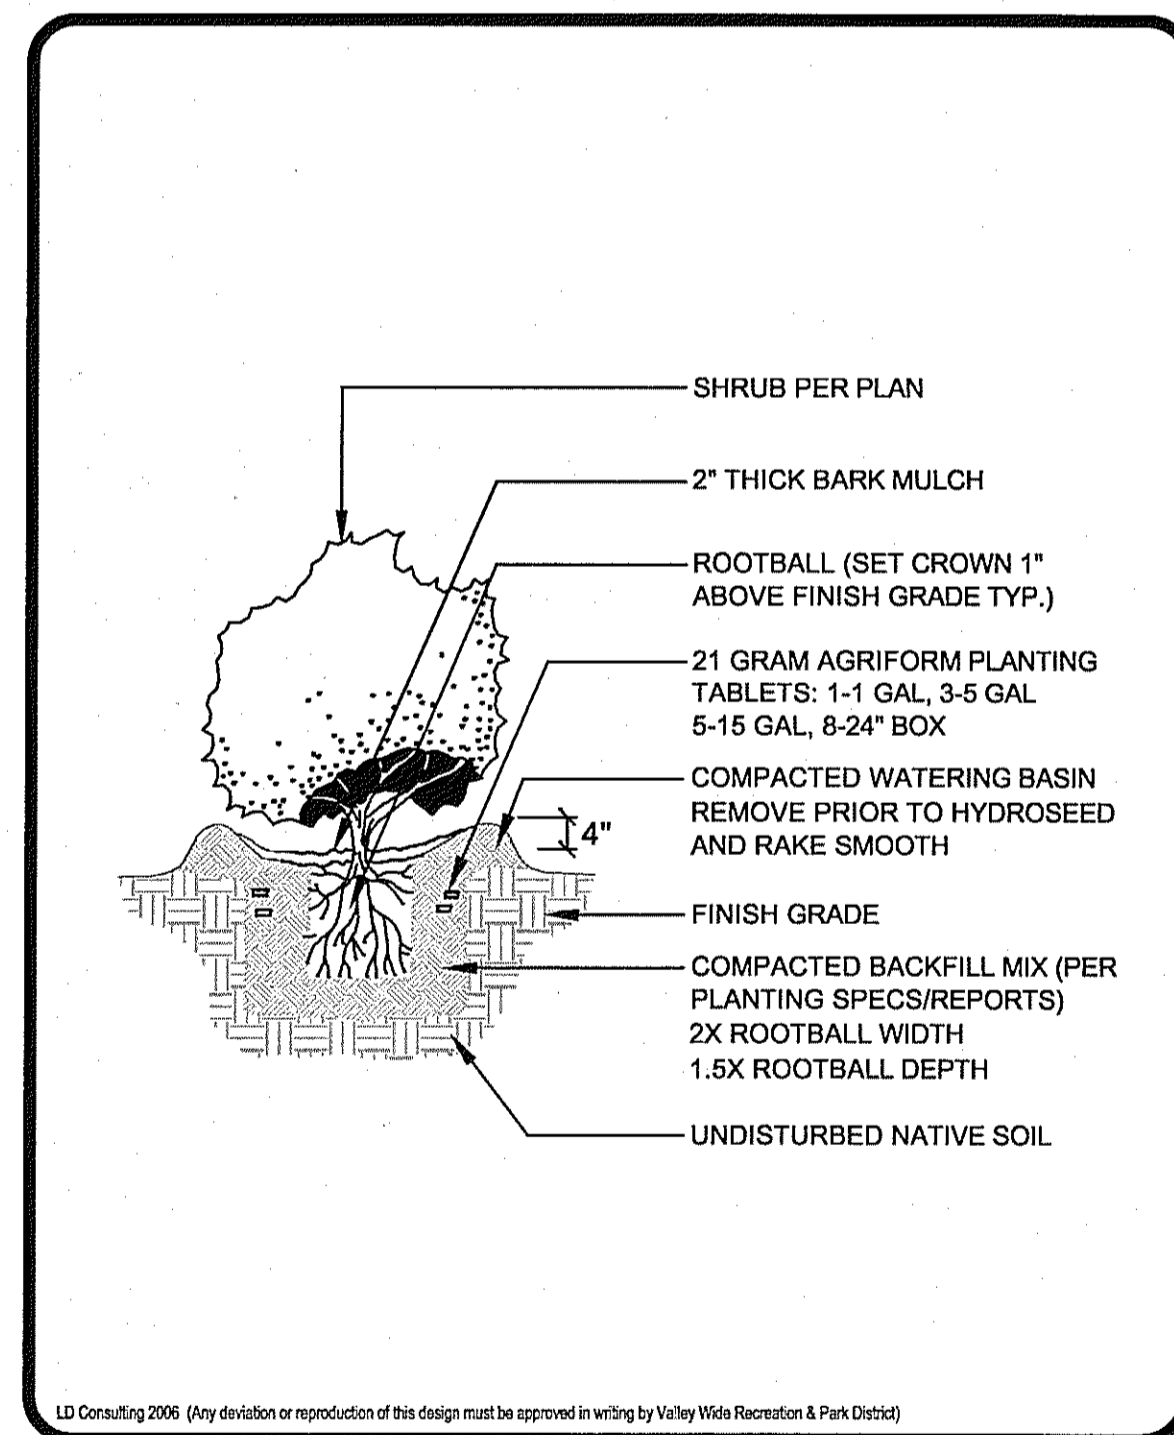 SHRUB PER PLAN
2" THICK BARK MULCH
ROOTBALL (SET CROWN 1"
ABOVE FINISH GRADE TYP.)
21 GRAM AGRIFORM PLANTING
TABLETS: 1-1 GAL, 3-5 GAL
5-15 GAL, 8-24" BOX
COMPACTED WATERING BASIN
REMOVE PRIOR TO HYDROSEED
AND RAKE SMOOTH
4"
FINISH GRADE
COMPACTED BACKFILL MIX (PER
PLANTING SPECS/REPORTS)
2X ROOTBALL WIDTH
1.5X ROOTBALL DEPTH
UNDISTURBED NATIVE SOIL
LD Consulting 2006 (Any deviation or reproduction of this design must be approved in writing by Valley Wide Recreation & Park District)